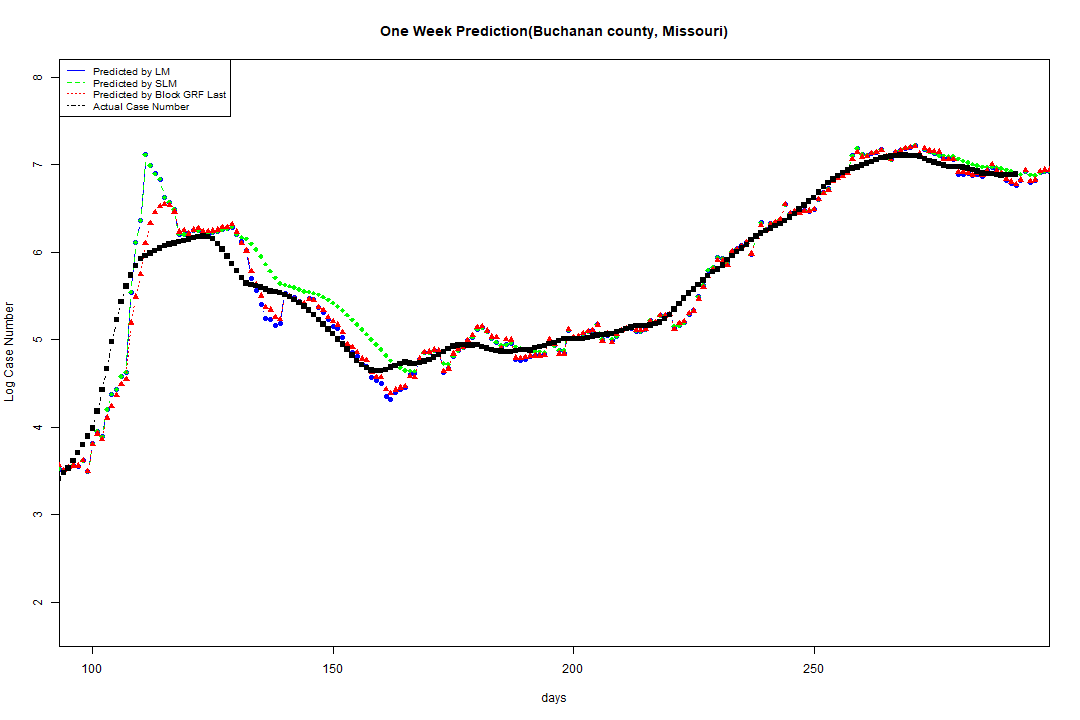 One Week Prediction(Buchanan county, Missouri)
Predicted by LM
Predicted by SLM
Predicted by Block GRF Last
Actual Case Number
8
7
6
5
4
3
2
Log Case Number
100 150 200 250
days